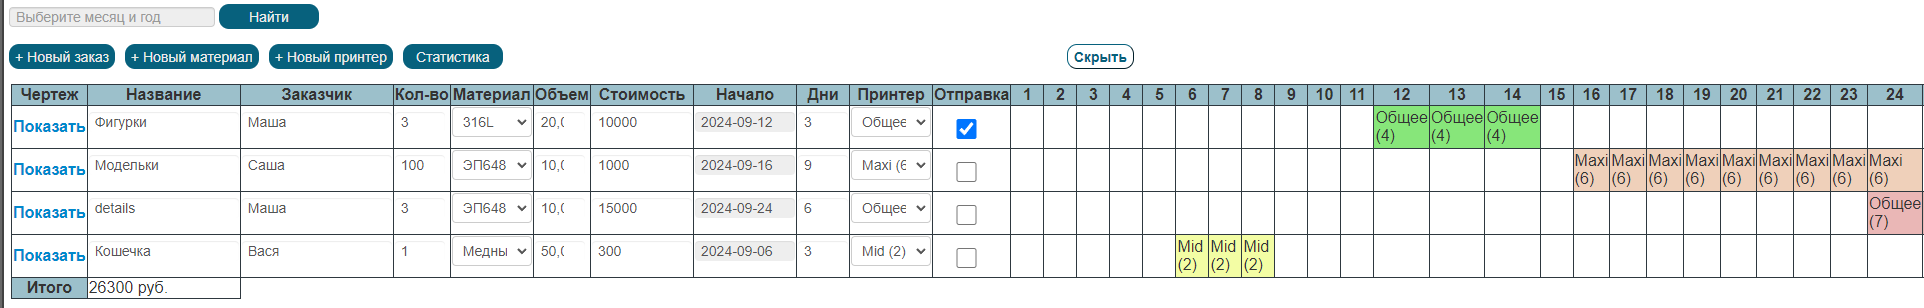 Выберите месяц и год Найти
+ Новый заказ + Новый материал + Новый принтер Статистика Скрыть
Чертеж Название Заказчик Кол-во Материал Объем Стоимость Начало Дни Принтер Отправка 1 2 3 4 5 6 7 8 9 10 11 12 13 14 15 16 17 18 19 20 21 22 23 24
Показать Фигурки Маша 3 316L 20,0 10000 2024-09-12 3 Общее Общее (4) Общее (4) Общее (4)
Показать Модельки Саша 100 ЭП648 10,0 1000 2024-09-16 9 Maxi (6 Maxi (6) Maxi (6) Maxi (6) Maxi (6) Maxi (6) Maxi (6) Maxi (6) Maxi (6) Maxi (6)
Показать details Маша 3 ЭП648 10,0 15000 2024-09-24 6 Общее Общее (7)
Показать Кошечка Вася 1 Медны 50,0 300 2024-09-06 3 Mid (2) Mid (2) Mid (2) Mid (2)
Итого 26300 руб.